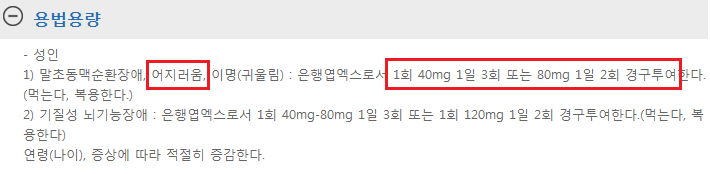 용법용량
- 성인
1) 말초동맥순환장애, 어지러움, 이명(귀울림) : 은행엽엑스로서 1회 40mg 1일 3회 또는 80mg 1일 2회 경구투여한다.
(먹는다, 복용한다.)
2) 기질성 뇌기능장애 : 은행엽엑스로서 1회 40mg-80mg 1일 3회 또는 1회 120mg 1일 2회 경구투여한다.(먹는다, 복
용한다)
연령(나이), 증상에 따라 적절히 증감한다.